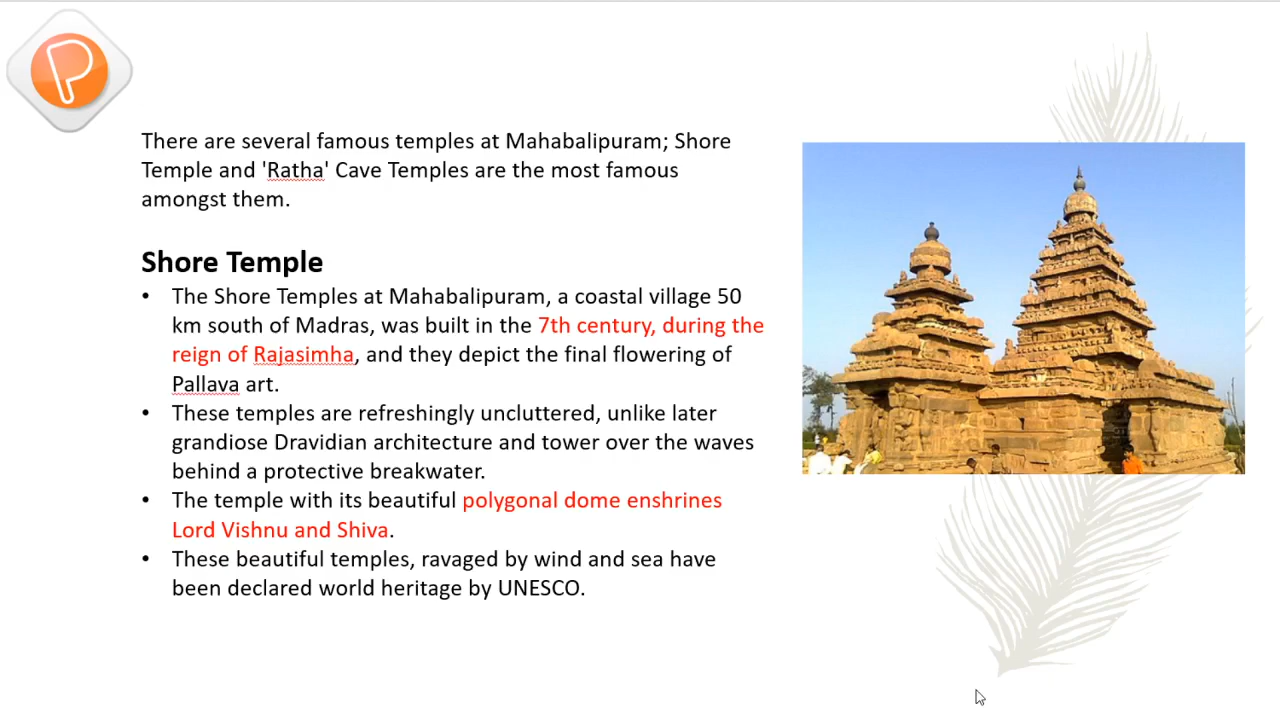 There are several famous temples at Mahabalipuram; Shore
Temple and 'Ratha' Cave Temples are the most famous
amongst them.
Shore Temple
• The Shore Temples at Mahabalipuram, a coastal village 50
km south of Madras, was built in the 7th century, during the
reign of Rajasimha, and they depict the final flowering of
Pallava art.
• These temples are refreshingly uncluttered, unlike later
grandiose Dravidian architecture and tower over the waves
behind a protective breakwater.
• The temple with its beautiful polygonal dome enshrines
Lord Vishnu and Shiva.
• These beautiful temples, ravaged by wind and sea have
been declared world heritage by UNESCO.